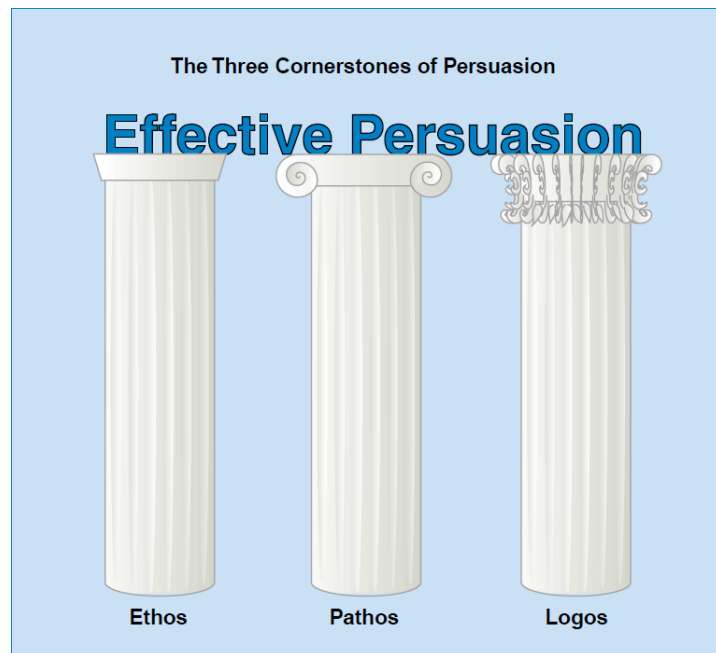 The Three Cornerstones of Persuasion
Effective Persuasion
Ethos
Pathos
Logos